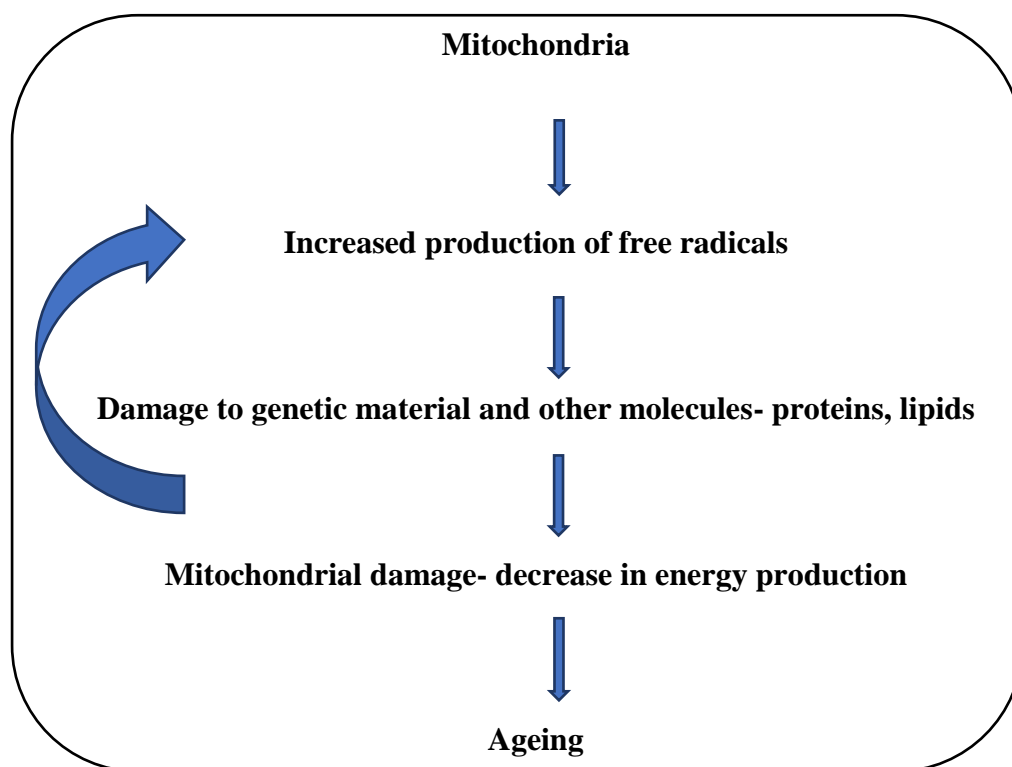 Mitochondria
Increased production of free radicals
Damage to genetic material and other molecules- proteins, lipids
Mitochondrial damage- decrease in energy production
Ageing